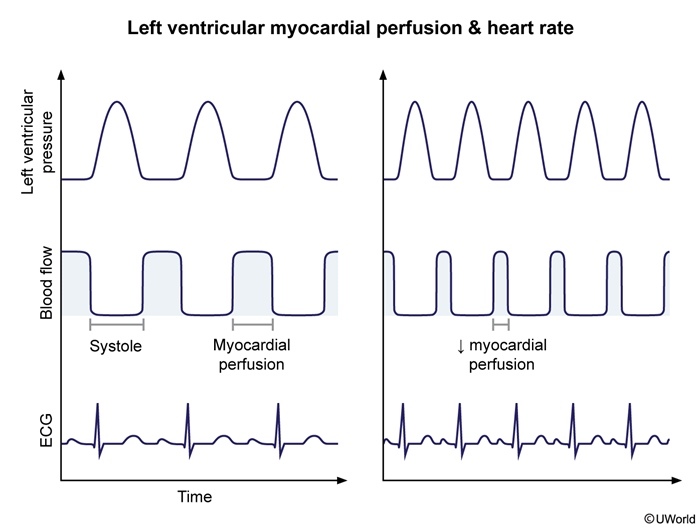 Left ventricular myocardial perfusion & heart rate
Left ventricular
pressure
Blood flow
Systole
Myocardial
perfusion
↓ myocardial
perfusion
ECG
Time
©UWorld